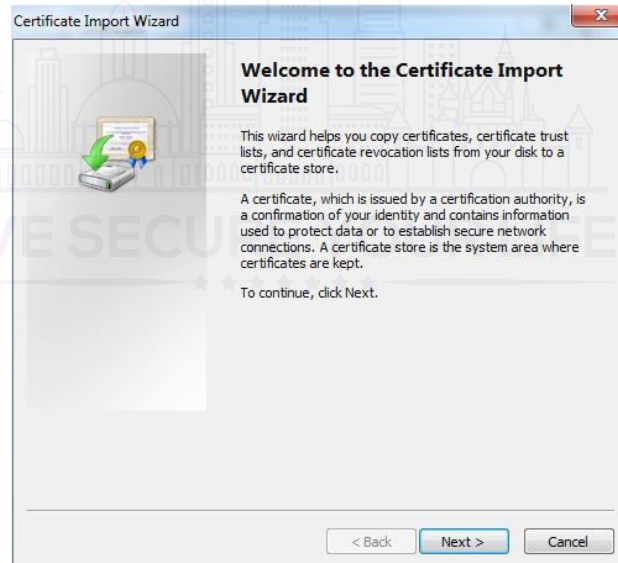 Certificate Import Wizard
Welcome to the Certificate Import
Wizard
This wizard helps you copy certificates, certificate trust
lists, and certificate revocation lists from your disk to a
certificate store.
A certificate, which is issued by a certification authority, is
a confirmation of your identity and contains information
used to protect data or to establish secure network
connections. A certificate store is the system area where
certificates are kept.
To continue, click Next.
< Back Next > Cancel